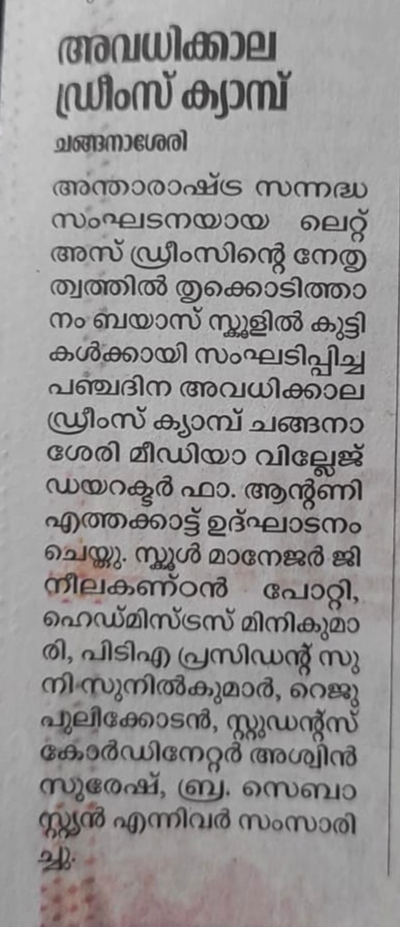 അവധിക്കാല
ഡ്രീംസ് ക്യാമ്പ്
ചങ്ങനാശേരി
അന്താരാഷ്ട്ര സന്നദ്ധ
സംഘടനയായ ലെറ്റ്
അസ് ഡ്രീംസിന്റെ നേതൃ
ത്വത്തിൽ തൃക്കൊടിത്താ
നം ബയാസ് സ്കൂളിൽ കുട്ടി
കൾക്കായി സംഘടിപ്പിച്ച
പഞ്ചദിന അവധിക്കാല
ഡ്രീംസ് ക്യാമ്പ് ചങ്ങനാ
ശേരി മീഡിയാ വില്ലേജ്
ഡയറക്ടർ ഫാ. ആന്റണി
എത്തക്കാട്ട് ഉദ്ഘാടനം
ചെയ്തു. സ്കൂൾ മാനേജർ ജി
നീലകണ്ഠൻ പോറ്റി,
ഹെഡ്മിസ്ട്രസ് മിനികുമാ
രി, പിടിഎ പ്രസിഡന്റ് സു
നി സുനിൽകുമാർ, റെജു
പുലിക്കോടൻ, സ്റ്റുഡന്റ്സ്
കോർഡിനേറ്റർ അശ്വിൻ
സുരേഷ്, ബ്ര. സെബാ
സ്റ്റ്യൻ എന്നിവർ സംസാരി
ച്ചു.